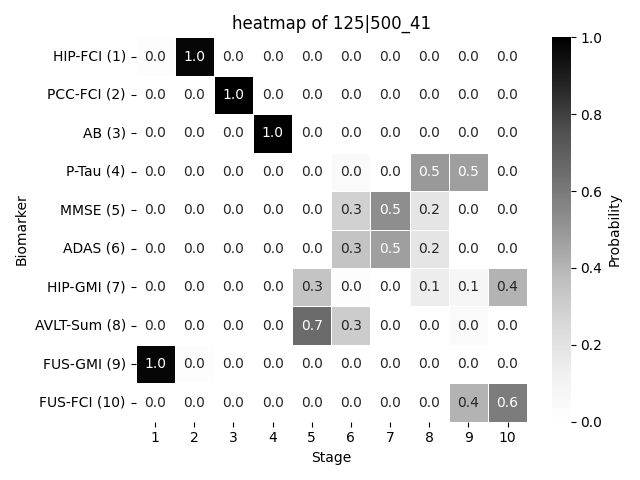 heatmap of 125|500_41
HIP-FCI (1) 0.0 1.0 0.0 0.0 0.0 0.0 0.0 0.0 0.0 0.0
PCC-FCI (2) 0.0 0.0 1.0 0.0 0.0 0.0 0.0 0.0 0.0 0.0
AB (3) 0.0 0.0 0.0 1.0 0.0 0.0 0.0 0.0 0.0 0.0
P-Tau (4) 0.0 0.0 0.0 0.0 0.0 0.0 0.0 0.5 0.5 0.0
MMSE (5) 0.0 0.0 0.0 0.0 0.0 0.3 0.5 0.2 0.0 0.0
ADAS (6) 0.0 0.0 0.0 0.0 0.0 0.3 0.5 0.2 0.0 0.0
HIP-GMI (7) 0.0 0.0 0.0 0.0 0.3 0.0 0.0 0.1 0.1 0.4
AVLT-Sum (8) 0.0 0.0 0.0 0.0 0.7 0.3 0.0 0.0 0.0 0.0
FUS-GMI (9) 1.0 0.0 0.0 0.0 0.0 0.0 0.0 0.0 0.0 0.0
FUS-FCI (10) 0.0 0.0 0.0 0.0 0.0 0.0 0.0 0.0 0.4 0.6
1 2 3 4 5 6 7 8 9 10
Stage
Biomarker
1.0
0.8
0.6
0.4
0.2
0.0
Probability